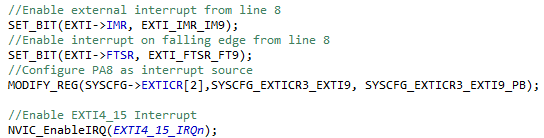 //Enable external interrupt from line 8
SET_BIT(EXTI->IMR, EXTI_IMR_IM9);
//Enable interrupt on falling edge from line 8
SET_BIT(EXTI->FTSR, EXTI_FTSR_FT9);
//Configure PA8 as interrupt source
MODIFY_REG(SYSCFG->EXTICR[2],SYSCFG_EXTICR3_EXTI9, SYSCFG_EXTICR3_EXTI9_PB);
//Enable EXTI4_15 Interrupt
NVIC_EnableIRQ(EXTI4_15_IRQn);